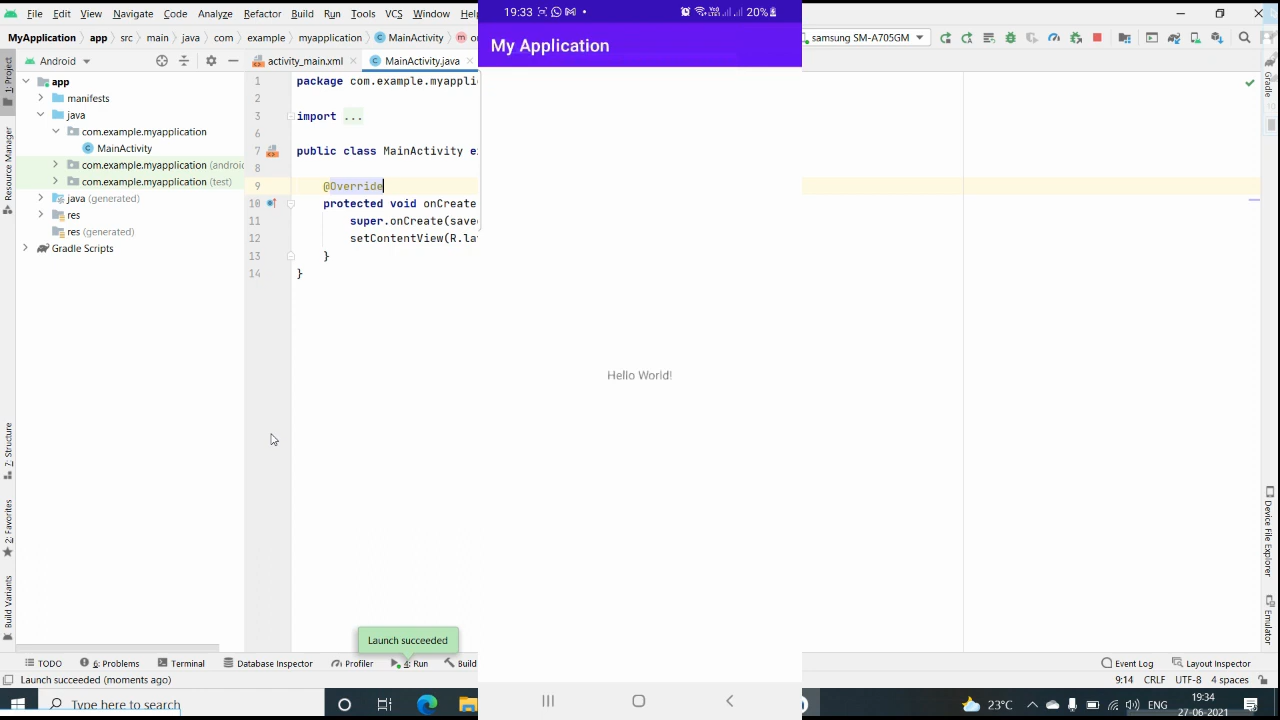 File Edit View Navigate Code Analyze Refactor Build Run Tools VCS Window Hel
MyApplication app src main java com example myapplication MainActivity
samsung SM-A705GM
Android
activity_main.xml
MainActivity.java
1: Project
Resource Manager
7: Structure
2: Favorites
Build Variants
app
manifests
java
com.example.myapplication
MainActivity
com.example.myapplication (androi
com.example.myapplication (test)
java (generated)
res
res (generated)
Gradle Scripts
1 package com.example.myapplic
2
3 import ...
6
7 public class MainActivity e
8
9 @Override
10 protected void onCreate
11 super.onCreate(save
12 setContentView(R.la
13 }
14 }
19:33
20%
My Application
Hello World!
Gradle
Device File Explorer
Emulator
Launch succeeded
TODO 6: Problems Terminal Database Inspector Profiler 4: Run Build
Event Log Layout Inspector
Launch succeeded (moments ago)
9:14 CRLF UTF-8 4 spaces
Type here to search
23°C
ENG
19:34
27-06-2021